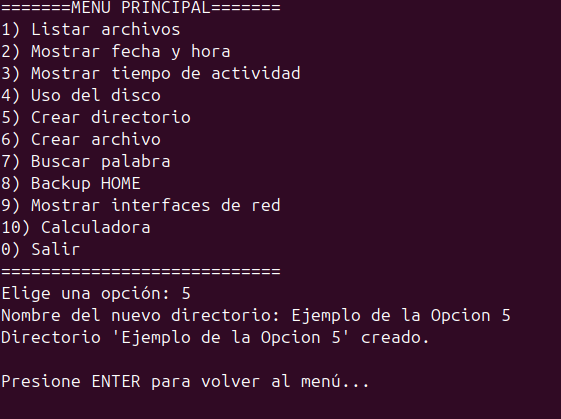 =======MENU PRINCIPAL=======
1) Listar archivos
2) Mostrar fecha y hora
3) Mostrar tiempo de actividad
4) Uso del disco
5) Crear directorio
6) Crear archivo
7) Buscar palabra
8) Backup HOME
9) Mostrar interfaces de red
10) Calculadora
0) Salir
============================
Elige una opción: 5
Nombre del nuevo directorio: Ejemplo de la Opcion 5
Directorio 'Ejemplo de la Opcion 5' creado.
Presione ENTER para volver al menú...